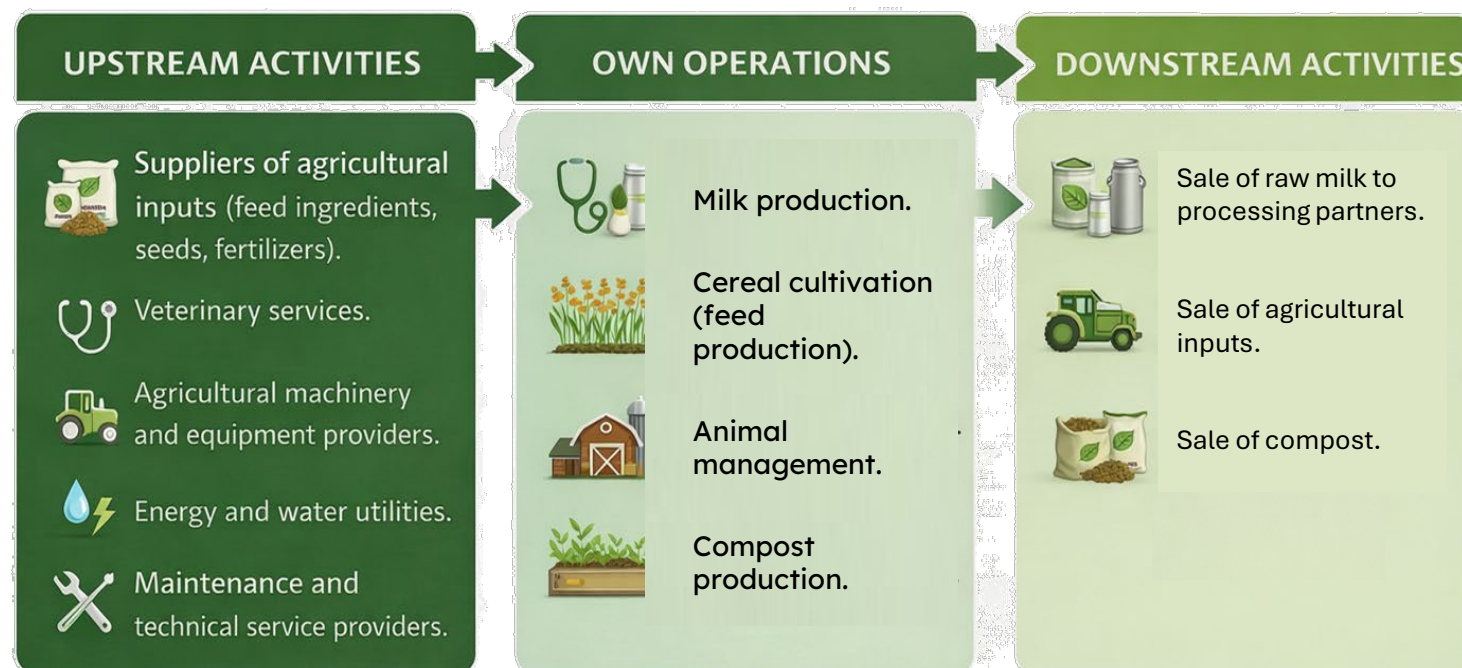 UPSTREAM ACTIVITIES
OWN OPERATIONS
DOWNSTREAM ACTIVITIES
Suppliers of agricultural
inputs (feed ingredients,
seeds, fertilizers).
Veterinary services.
Agricultural machinery
and equipment providers.
Energy and water utilities.
Maintenance and
technical service providers.
Milk production.
Cereal cultivation
(feed
production).
Animal
management.
Compost
production.
Sale of raw milk to
processing partners.
Sale of agricultural
inputs.
Sale of compost.